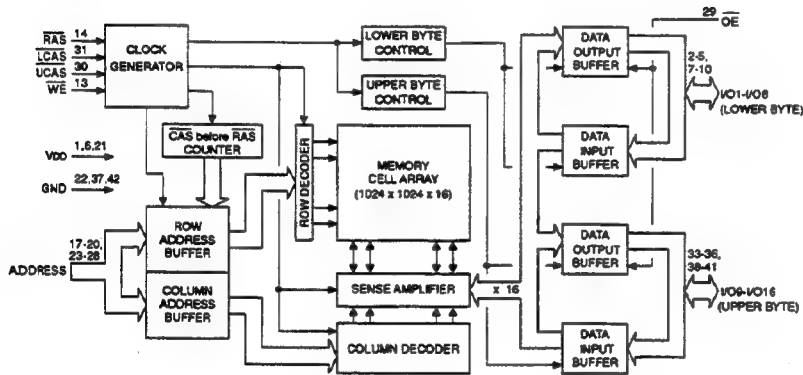 RAS 14
LCAS 31
UCAS 30
WE 13
CLOCK
GENERATOR
LOWER BYTE
CONTROL
UPPER BYTE
CONTROL
29 OE
DATA
OUTPUT
BUFFER
2-5,
7-10
I/O1-I/O8
(LOWER BYTE)
DATA
INPUT
BUFFER
VDD 1,6,21
GND 22,37,42
CAS before RAS
COUNTER
ROW DECODER
MEMORY
CELL ARRAY
(1024 x 1024 x 16)
17-20,
23-28
ADDRESS
ROW
ADDRESS
BUFFER
COLUMN
ADDRESS
BUFFER
SENSE AMPLIFIER
x 16
COLUMN DECODER
DATA
OUTPUT
BUFFER
33-36,
38-41
I/O9-I/O16
(UPPER BYTE)
DATA
INPUT
BUFFER